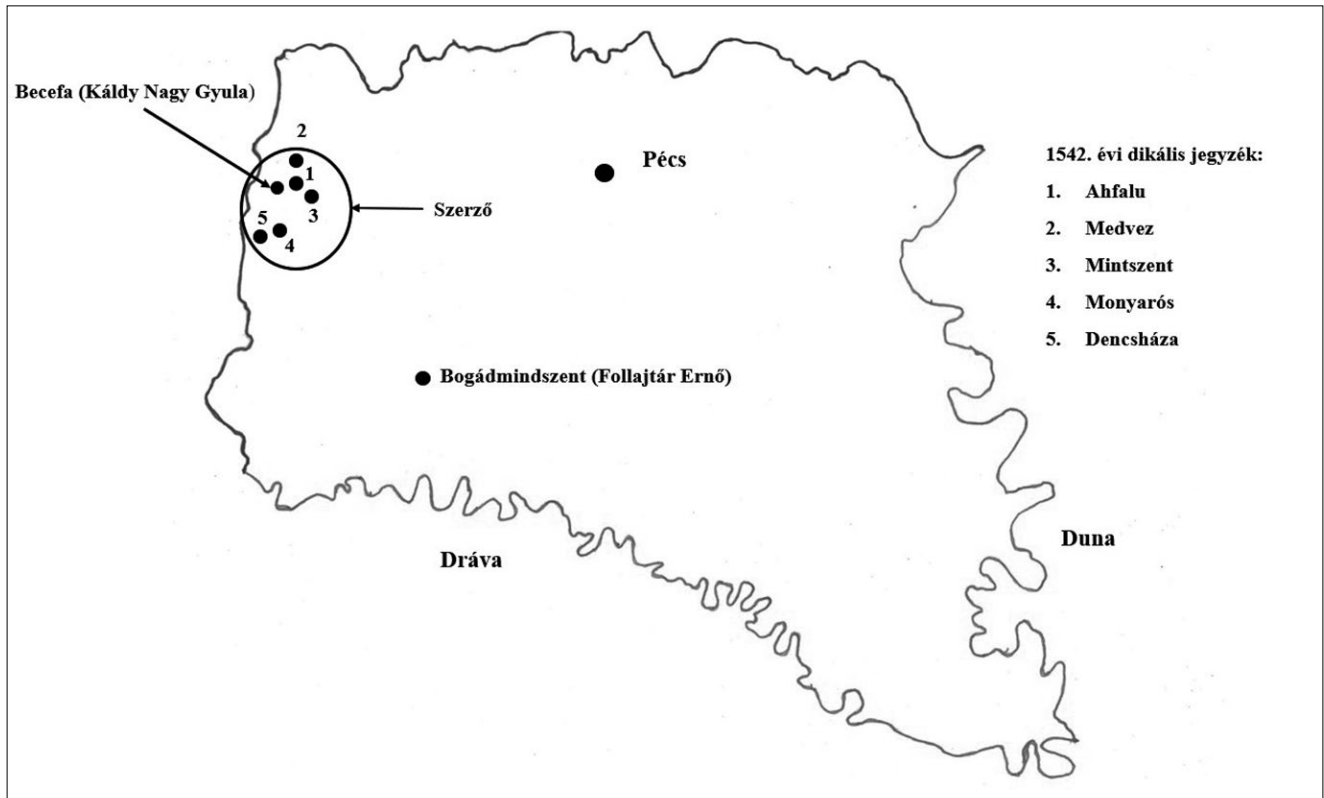 Becefa (Káldy Nagy Gyula)
2
1
3
5
4
Szerző
Pécs
Bogádmindszent (Follajtár Ernő)
Dráva
Duna
1542. évi dikális jegyzék:
1. Ahfalu
2. Medvez
3. Mintszent
4. Monyarós
5. Dencsháza